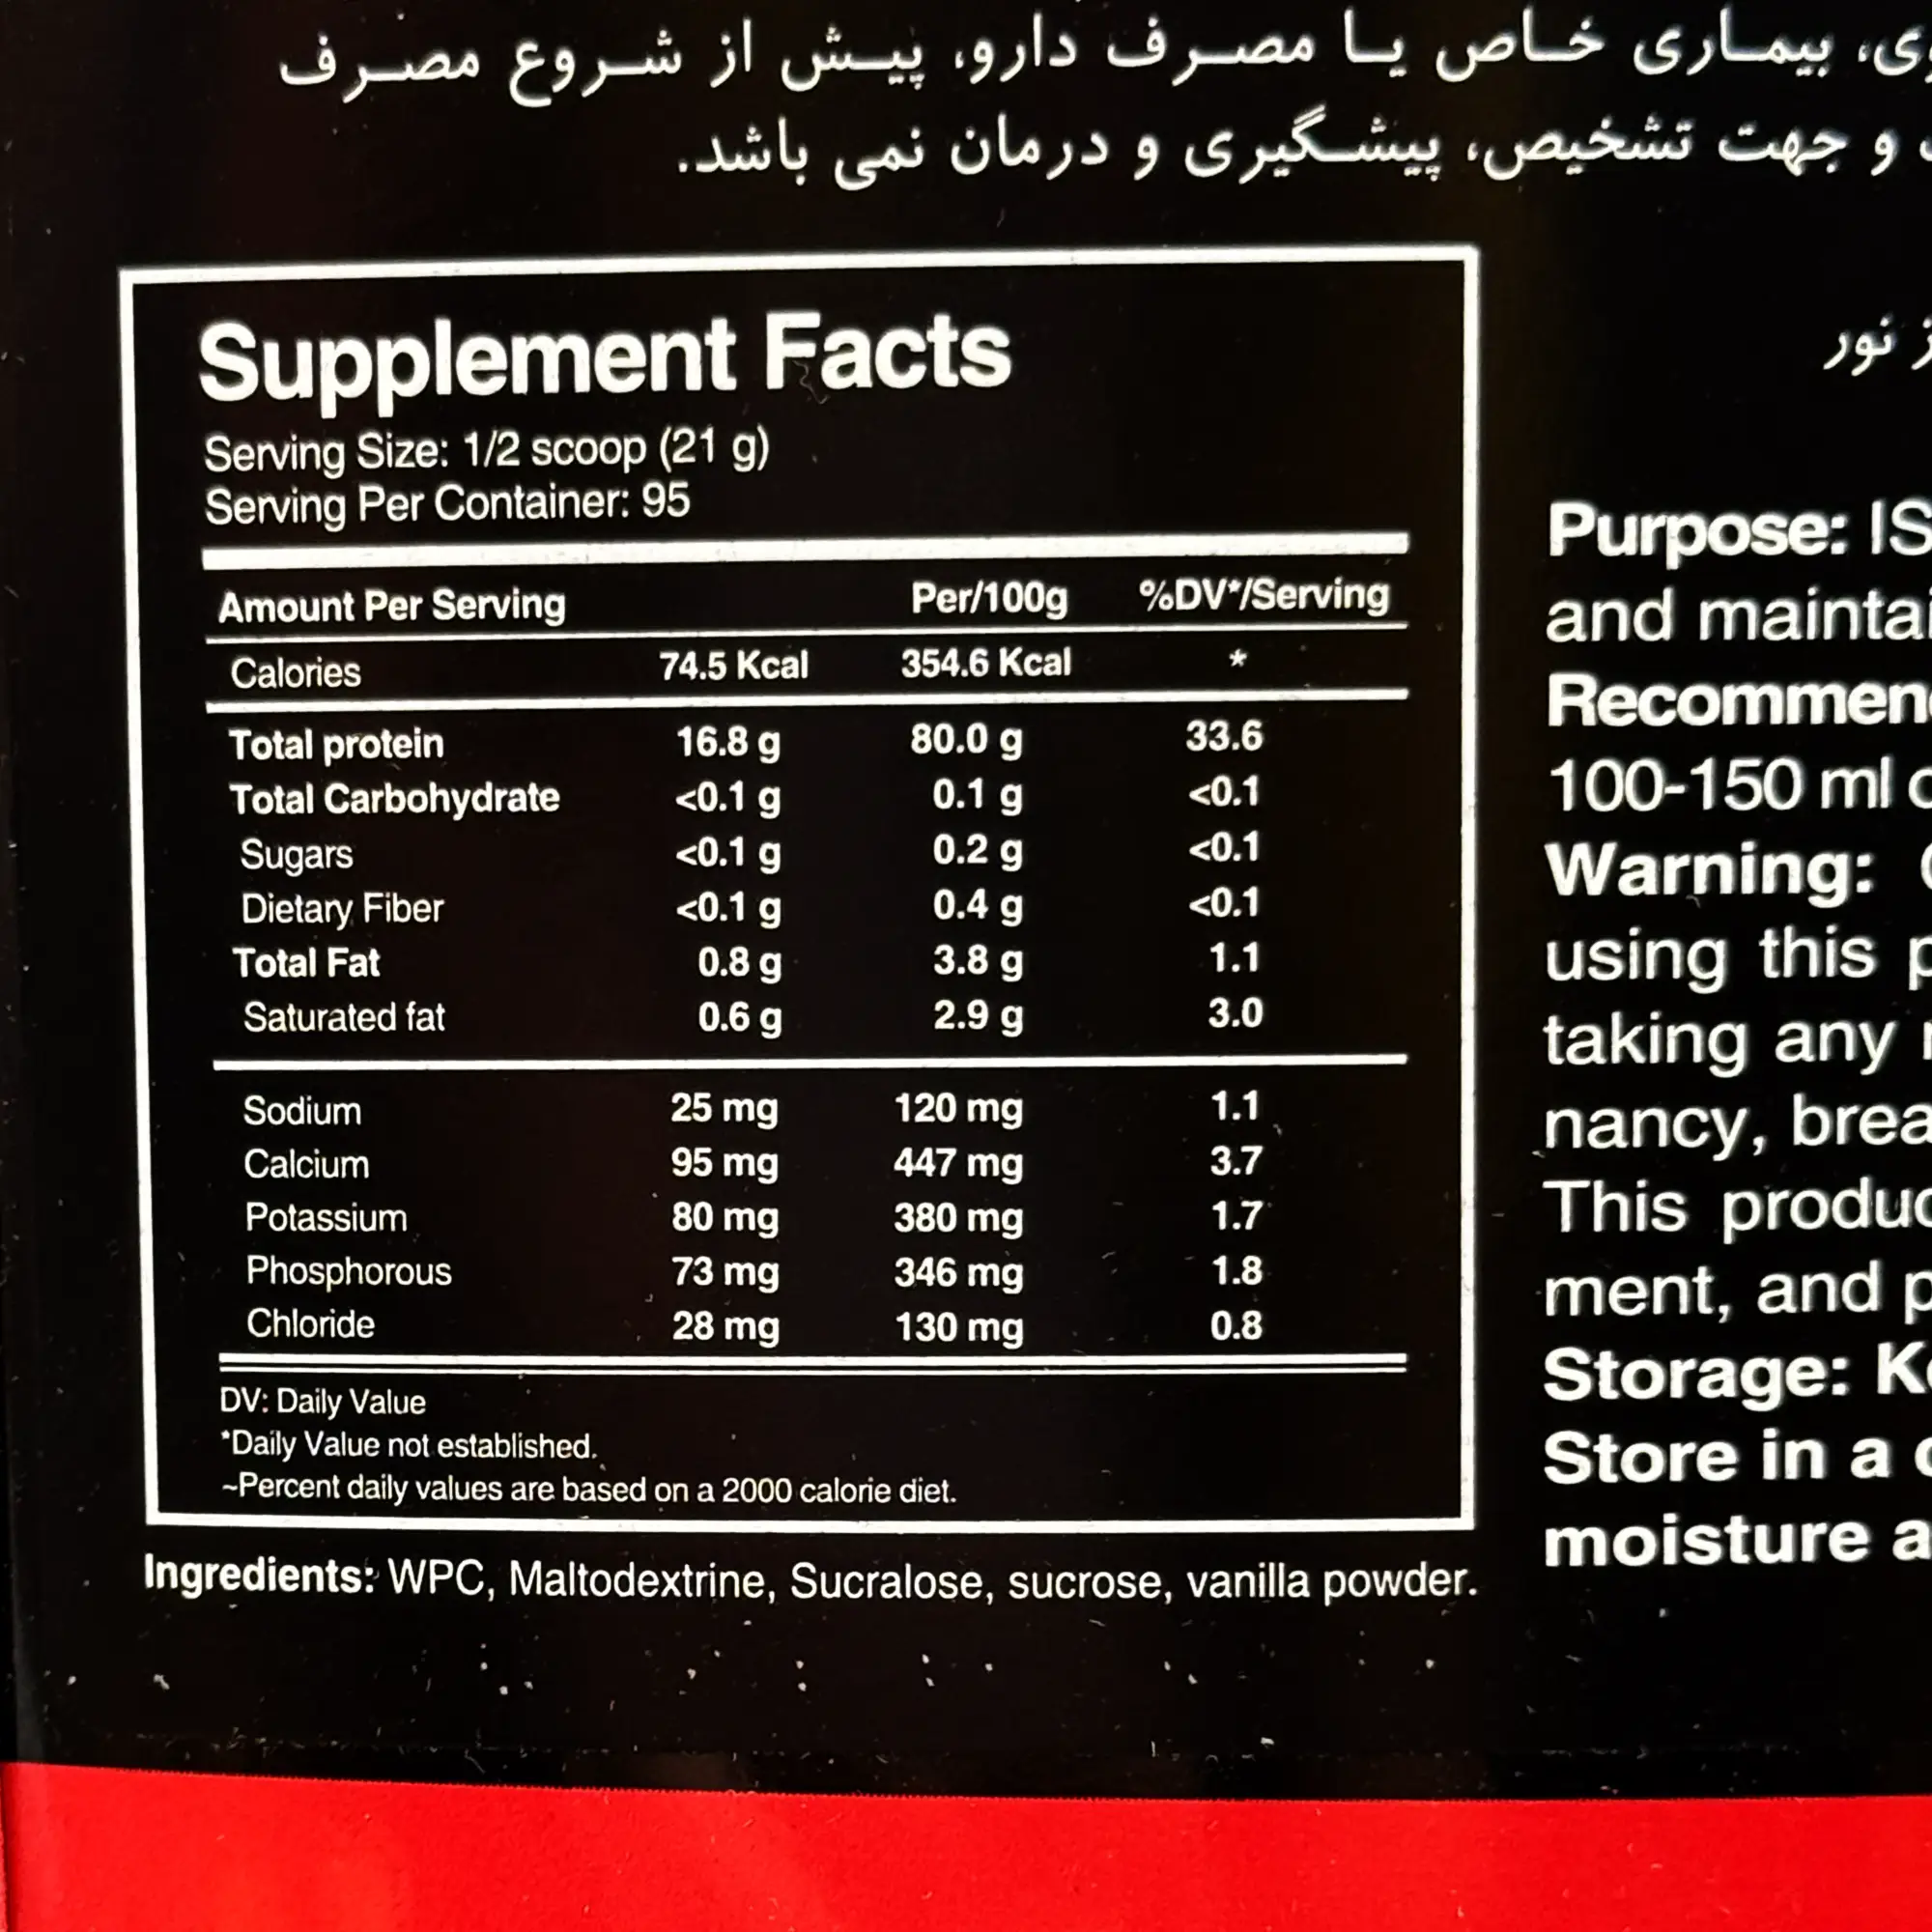 بیماری خاص یا مصرف دارو، پیش از شروع مصرف
و جهت تشخیص، پیشگیری و درمان نمی باشد.
نور
Supplement Facts
Serving Size: 1/2 scoop (21 g)
Serving Per Container: 95
Amount Per Serving Per/100g %DV*/Serving
Calories 74.5 Kcal 354.6 Kcal *
Total protein 16.8 g 80.0 g 33.6
Total Carbohydrate <0.1 g 0.1 g <0.1
Sugars <0.1 g 0.2 g <0.1
Dietary Fiber <0.1 g 0.4 g <0.1
Total Fat 0.8 g 3.8 g 1.1
Saturated fat 0.6 g 2.9 g 3.0
Sodium 25 mg 120 mg 1.1
Calcium 95 mg 447 mg 3.7
Potassium 80 mg 380 mg 1.7
Phosphorous 73 mg 346 mg 1.8
Chloride 28 mg 130 mg 0.8
DV: Daily Value
*Daily Value not established.
~Percent daily values are based on a 2000 calorie diet.
Ingredients: WPC, Maltodextrine, Sucralose, sucrose, vanilla powder.
Purpose: IS
and maintai
Recommen
100-150 ml
Warning:
using this
taking any
nancy, brea
This produc
ment, and
Storage: Ke
Store in a
moisture a